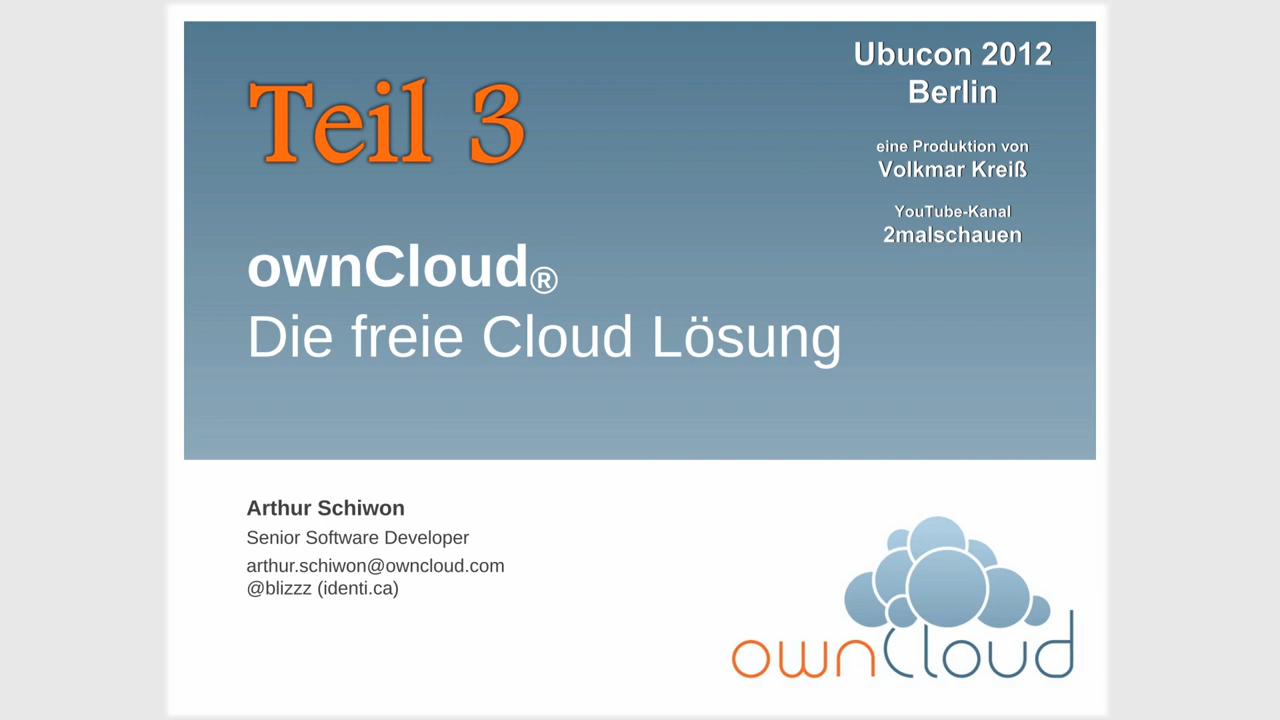 Teil 3
Ubucon 2012
Berlin
eine Produktion von
Volkmar Kreiß
YouTube-Kanal
2malschauen
ownCloud®
Die freie Cloud Lösung
Arthur Schiwon
Senior Software Developer
arthur.schiwon@owncloud.com
@blizzz (identi.ca)
ownCloud